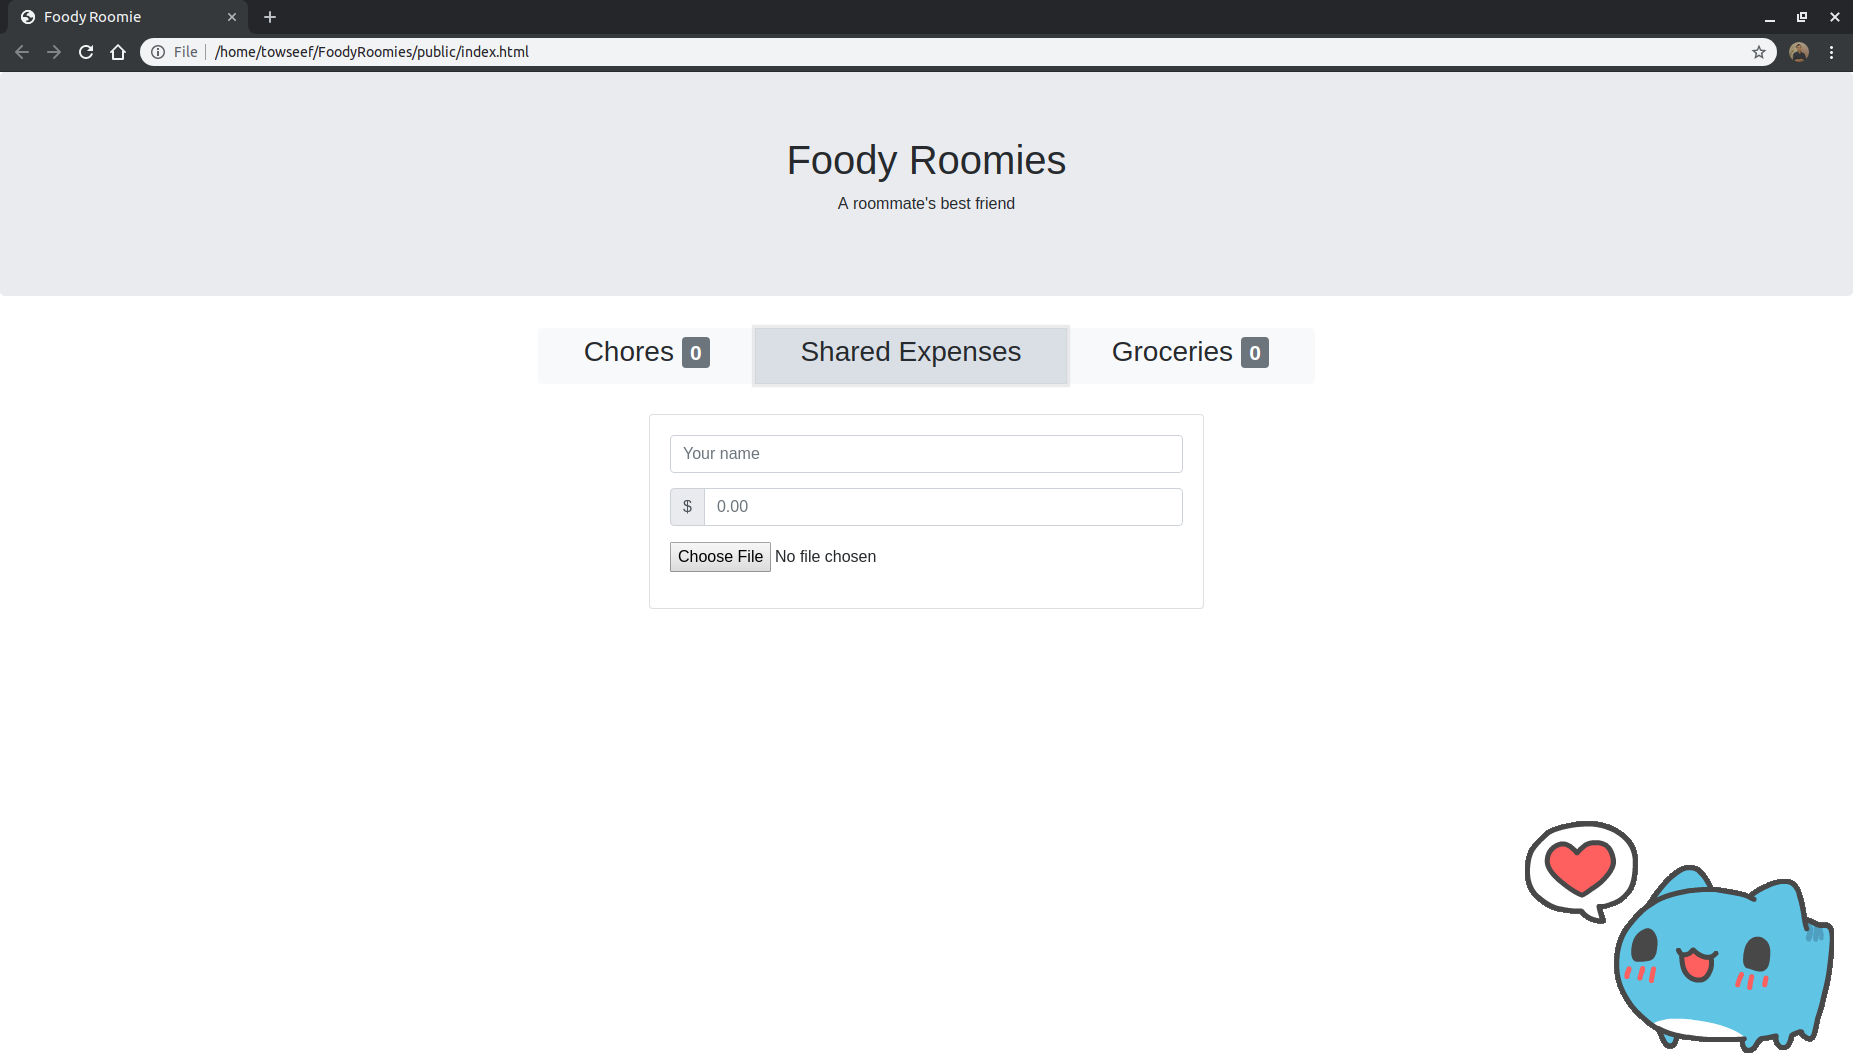 Foody Roomie
File /home/towseef/FoodyRoomies/public/index.html
Foody Roomies
A roommate's best friend
Chores 0 Shared Expenses Groceries 0
Your name
$ 0.00
Choose File No file chosen